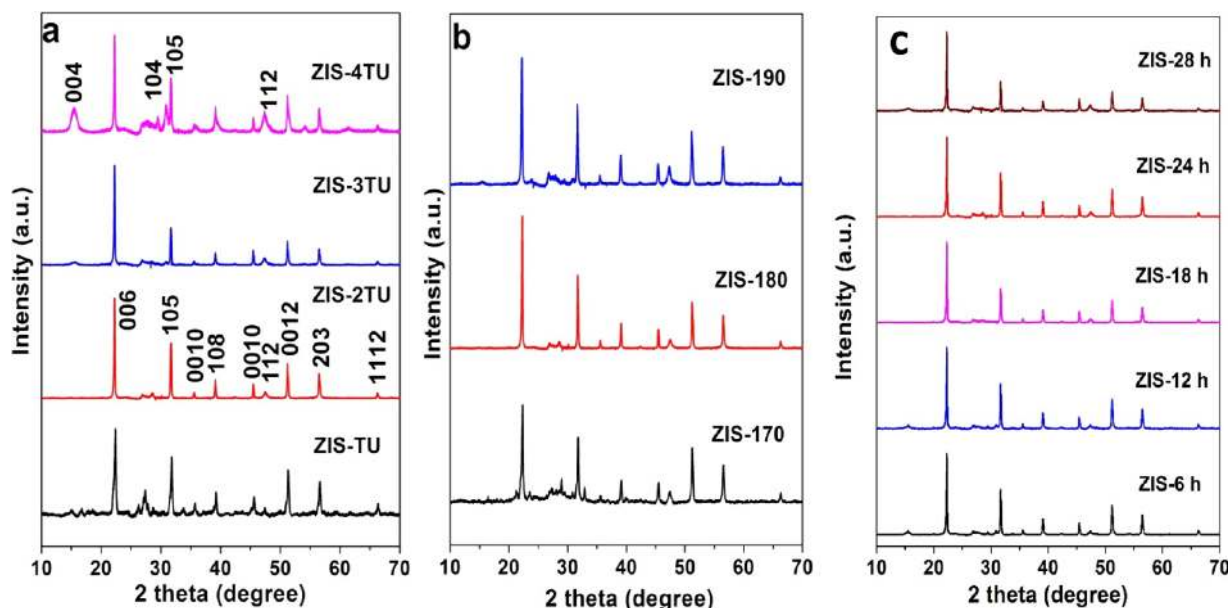 a
004
104
105
112
ZIS-4TU
ZIS-3TU
ZIS-2TU
006
105
0010
108
0010
112
0012
203
1112
ZIS-TU
Intensity (a.u.)
10 20 30 40 50 60 70
2 theta (degree)
b
ZIS-190
ZIS-180
ZIS-170
Intensity (a.u.)
10 20 30 40 50 60 70
2 theta (degree)
c
ZIS-28 h
ZIS-24 h
ZIS-18 h
ZIS-12 h
ZIS-6 h
Intensity (a.u.)
10 20 30 40 50 60 70
2 theta (degree)